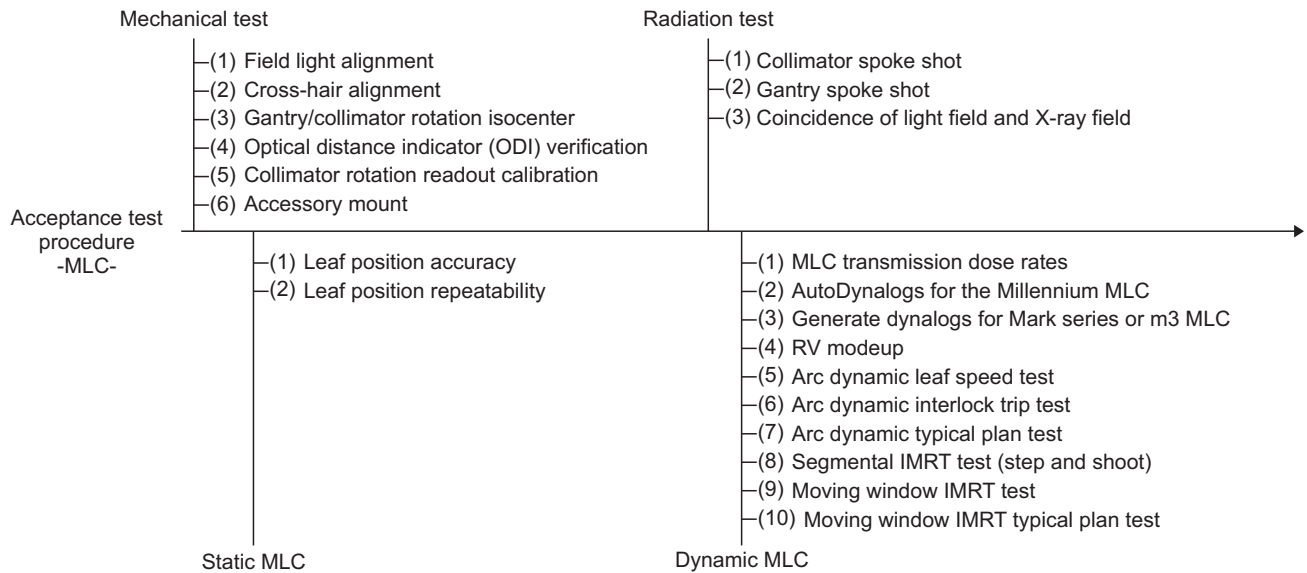 Mechanical test
(1) Field light alignment
(2) Cross-hair alignment
(3) Gantry/collimator rotation isocenter
(4) Optical distance indicator (ODI) verification
(5) Collimator rotation readout calibration
(6) Accessory mount
Radiation test
(1) Collimator spoke shot
(2) Gantry spoke shot
(3) Coincidence of light field and X-ray field
Acceptance test
procedure
-MLC-
(1) Leaf position accuracy
(2) Leaf position repeatability
Static MLC
(1) MLC transmission dose rates
(2) AutoDynalogs for the Millennium MLC
(3) Generate dynalogs for Mark series or m3 MLC
(4) RV modeup
(5) Arc dynamic leaf speed test
(6) Arc dynamic interlock trip test
(7) Arc dynamic typical plan test
(8) Segmental IMRT test (step and shoot)
(9) Moving window IMRT test
(10) Moving window IMRT typical plan test
Dynamic MLC